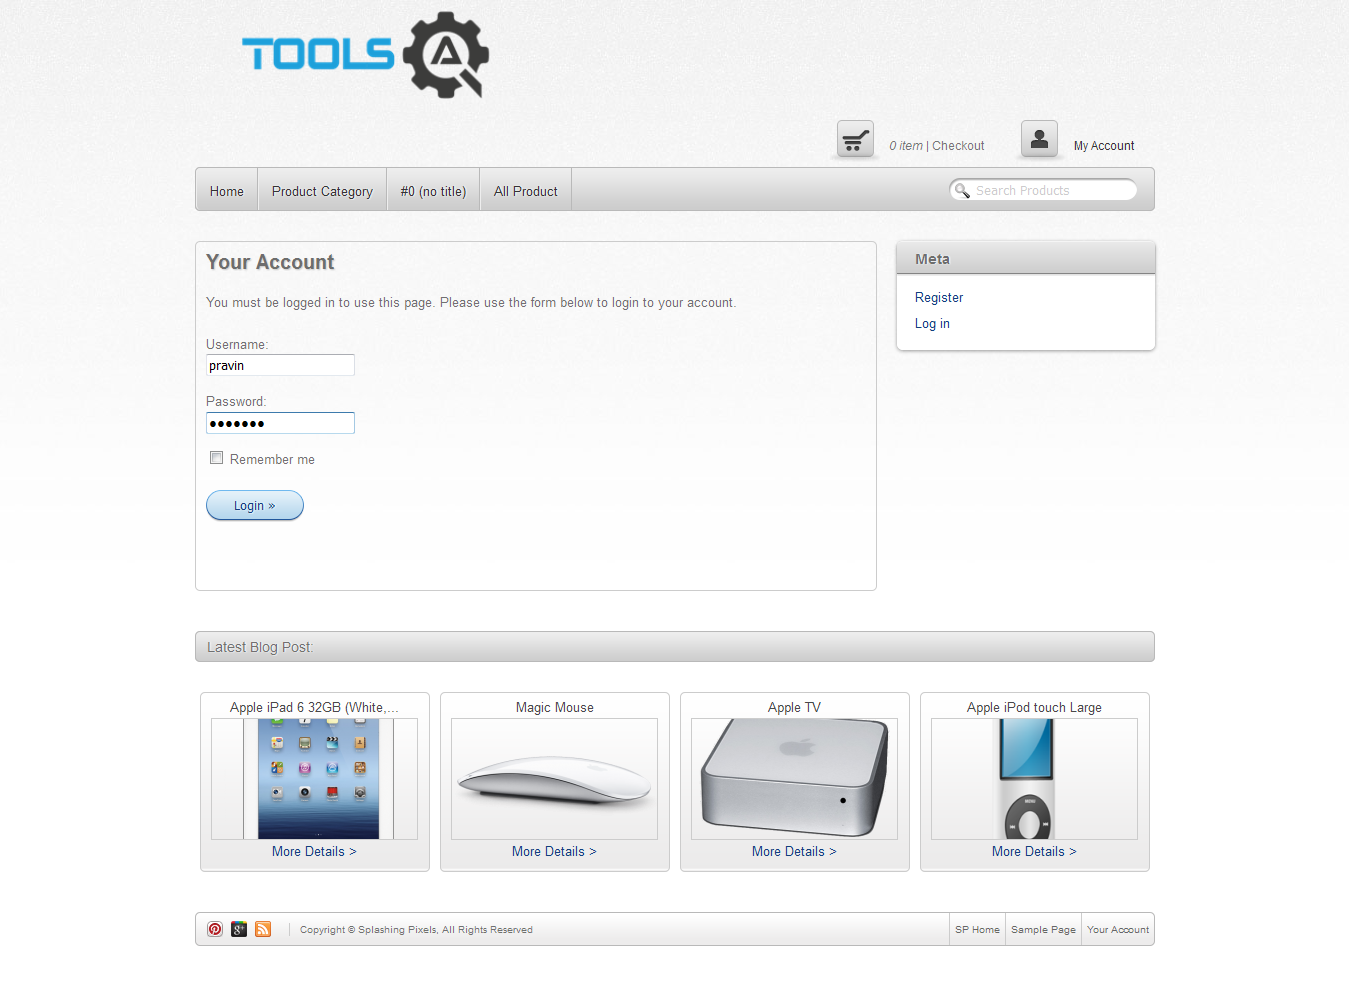 TOOLS QA
0 item | Checkout
My Account
Home
Product Category
#0 (no title)
All Product
Search Products
Your Account
You must be logged in to use this page. Please use the form below to login to your account.
Username:
pravin
Password:
•••••••
Remember me
Login »
Meta
Register
Log in
Latest Blog Post:
Apple iPad 6 32GB (White,...
More Details >
Magic Mouse
More Details >
Apple TV
More Details >
Apple iPod touch Large
MENU
More Details >
Copyright © Splashing Pixels, All Rights Reserved
SP Home
Sample Page
Your Account